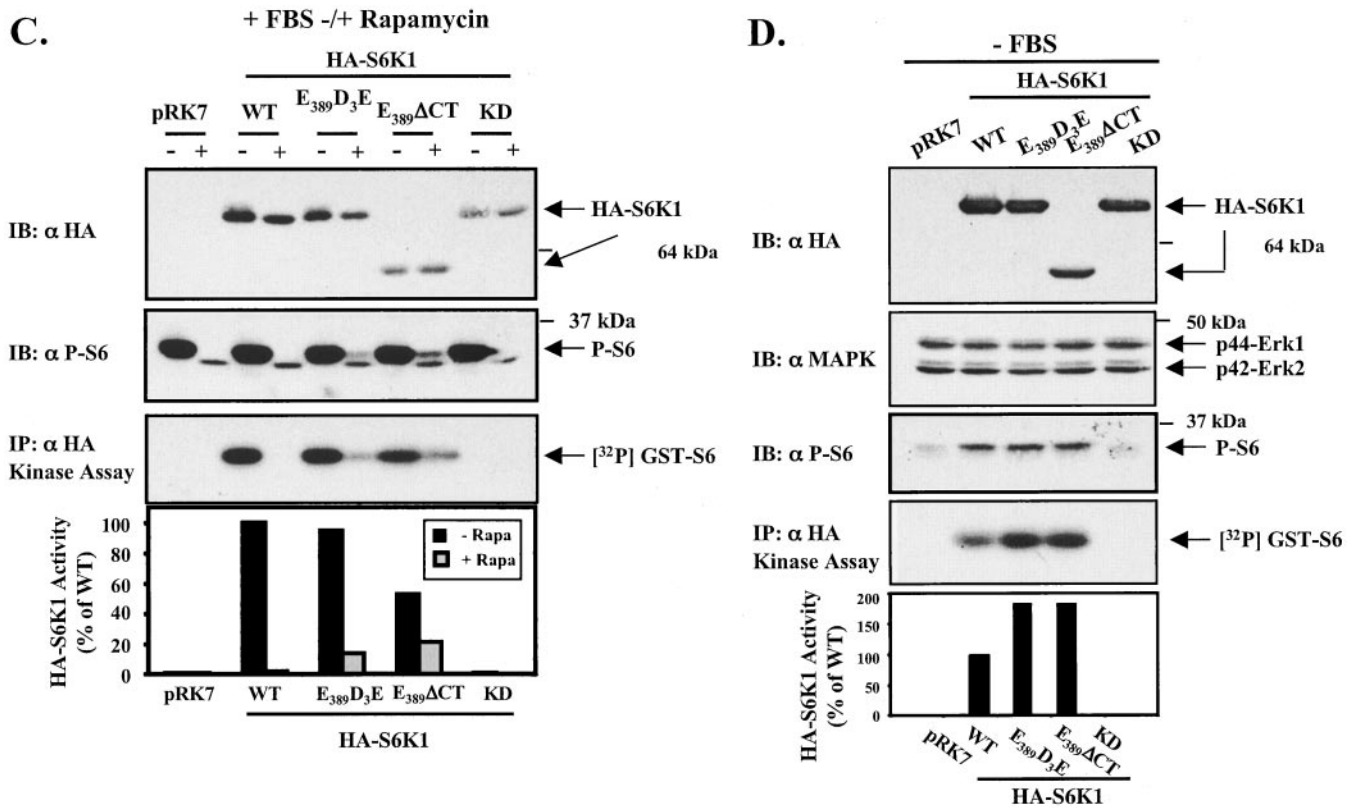 C.
+ FBS -/+ Rapamycin
HA-S6K1
pRK7 WT E₃₈₉D₃E E₃₈₉ΔCT KD
- + - + - + - + - +
IB: α HA
HA-S6K1
64 kDa
37 kDa
IB: α P-S6
P-S6
IP: α HA
Kinase Assay
[³²P] GST-S6
HA-S6K1 Activity
(% of WT)
100
80
60
40
20
0
- Rapa
+ Rapa
pRK7 WT E₃₈₉D₃E E₃₈₉ΔCT KD
HA-S6K1
D.
- FBS
HA-S6K1
pRK7 WT E₃₈₉D₃E E₃₈₉ΔCT KD
IB: α HA
HA-S6K1
64 kDa
50 kDa
IB: α MAPK
p44-Erk1
p42-Erk2
37 kDa
IB: α P-S6
P-S6
IP: α HA
Kinase Assay
[³²P] GST-S6
HA-S6K1 Activity
(% of WT)
200
150
100
50
0
pRK7 WT E₃₈₉D₃E E₃₈₉ΔCT KD
HA-S6K1